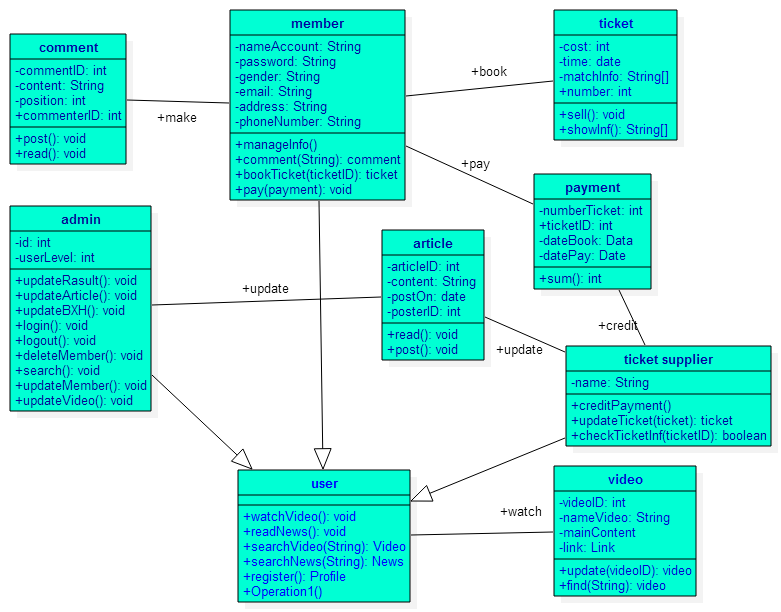 comment
-commentID: int
-content: String
-position: int
+commenterID: int
+post(): void
+read(): void
+make
member
-nameAccount: String
-password: String
-gender: String
-email: String
-address: String
-phoneNumber: String
+manageInfo()
+comment(String): comment
+bookTicket(ticketID): ticket
+pay(payment): void
+book
ticket
-cost: int
-time: date
-matchInfo: String[]
+number: int
+sell(): void
+showInf(): String[]
+pay
payment
-numberTicket: int
+ticketID: int
-dateBook: Data
-datePay: Date
+sum(): int
admin
-id: int
-userLevel: int
+updateRasult(): void
+updateArticle(): void
+updateBXH(): void
+login(): void
+logout(): void
+deleteMember(): void
+search(): void
+updateMember(): void
+updateVideo(): void
+update
article
-articleID: int
-content: String
-postOn: date
-posterID: int
+read(): void
+post(): void
+update
+credit
ticket supplier
-name: String
+creditPayment()
+updateTicket(ticket): ticket
+checkTicketInf(ticketID): boolean
user
+watchVideo(): void
+readNews(): void
+searchVideo(String): Video
+searchNews(String): News
+register(): Profile
+Operation1()
+watch
video
-videoID: int
-nameVideo: String
-mainContent
-link: Link
+update(videoID): video
+find(String): video